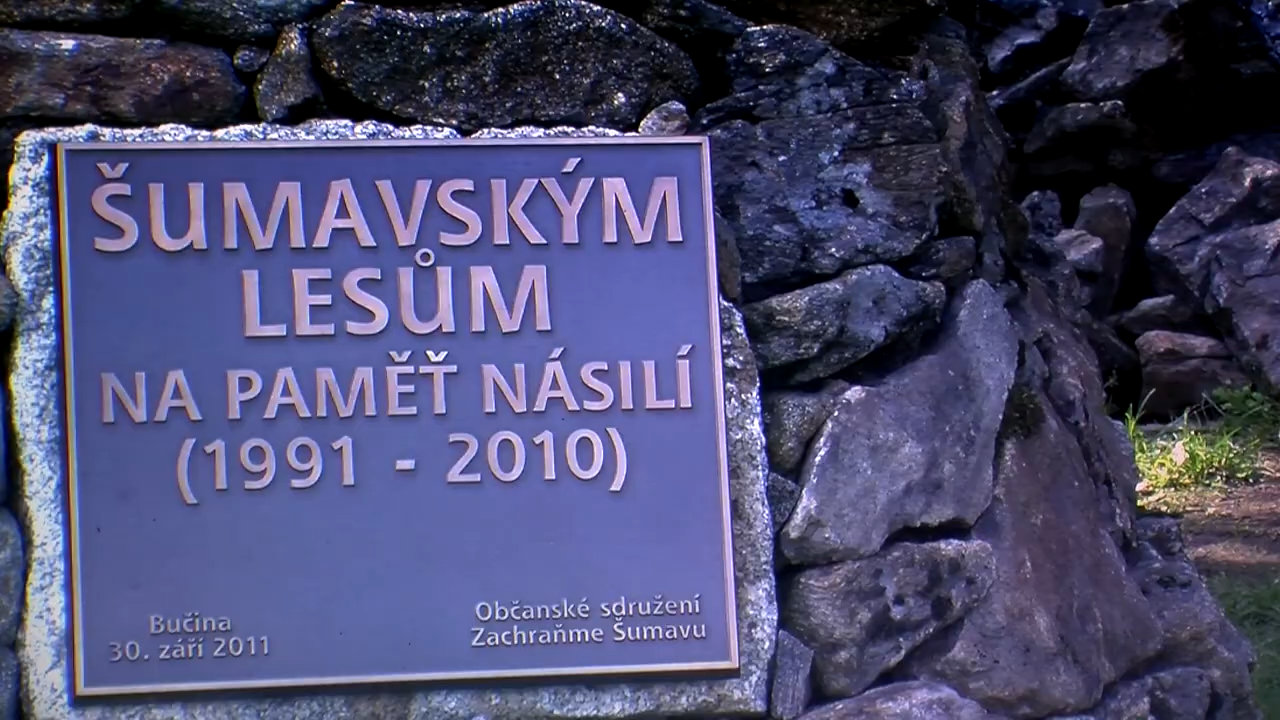 ŠUMAVSKÝM
LESŮM
NA PAMĚŤ NÁSILÍ
(1991 - 2010)
Bučina
30. září 2011
Občanské sdružení
Zachraňme Šumavu